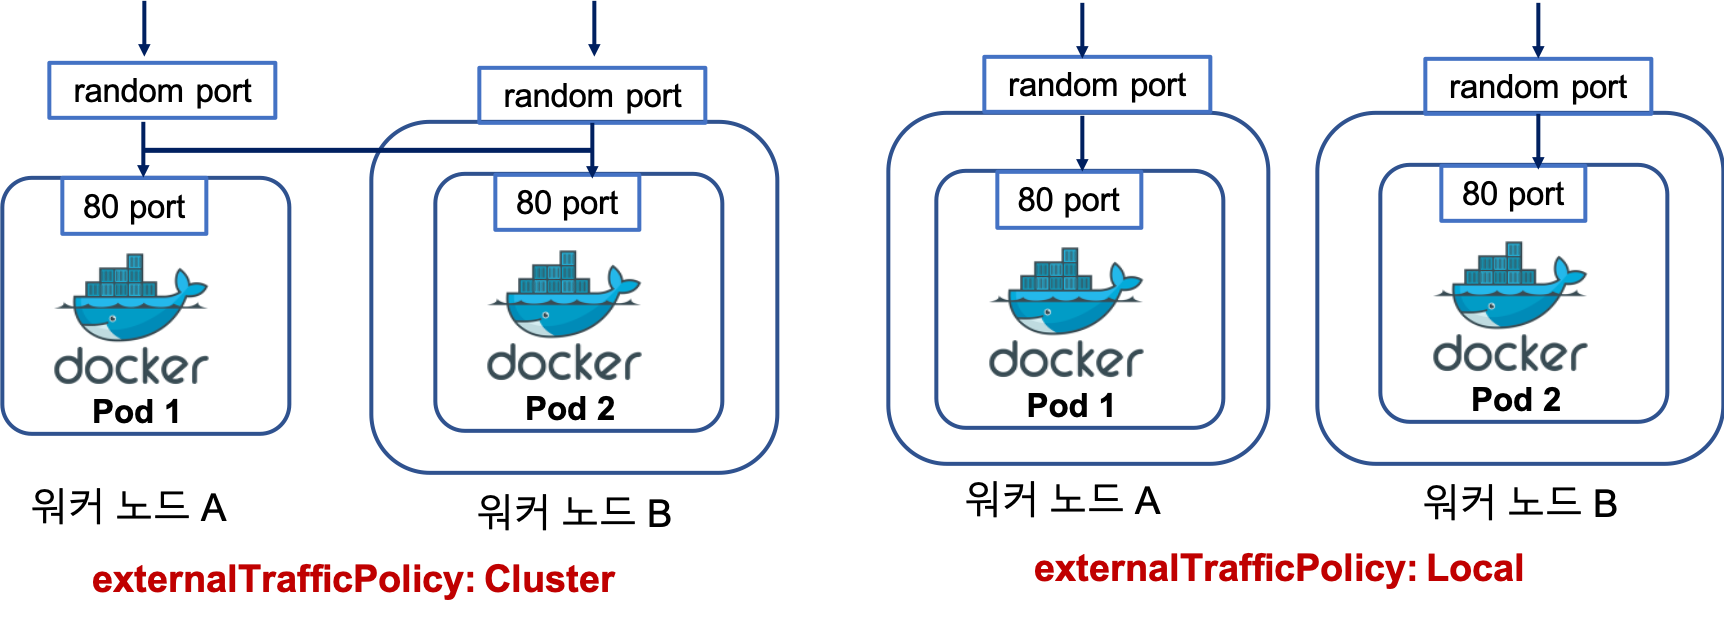 random port
random port
80 port
80 port
docker
docker
Pod 1
Pod 2
워커 노드 A
워커 노드 B
externalTrafficPolicy: Cluster
random port
random port
80 port
80 port
docker
docker
Pod 1
Pod 2
워커 노드 A
워커 노드 B
externalTrafficPolicy: Local